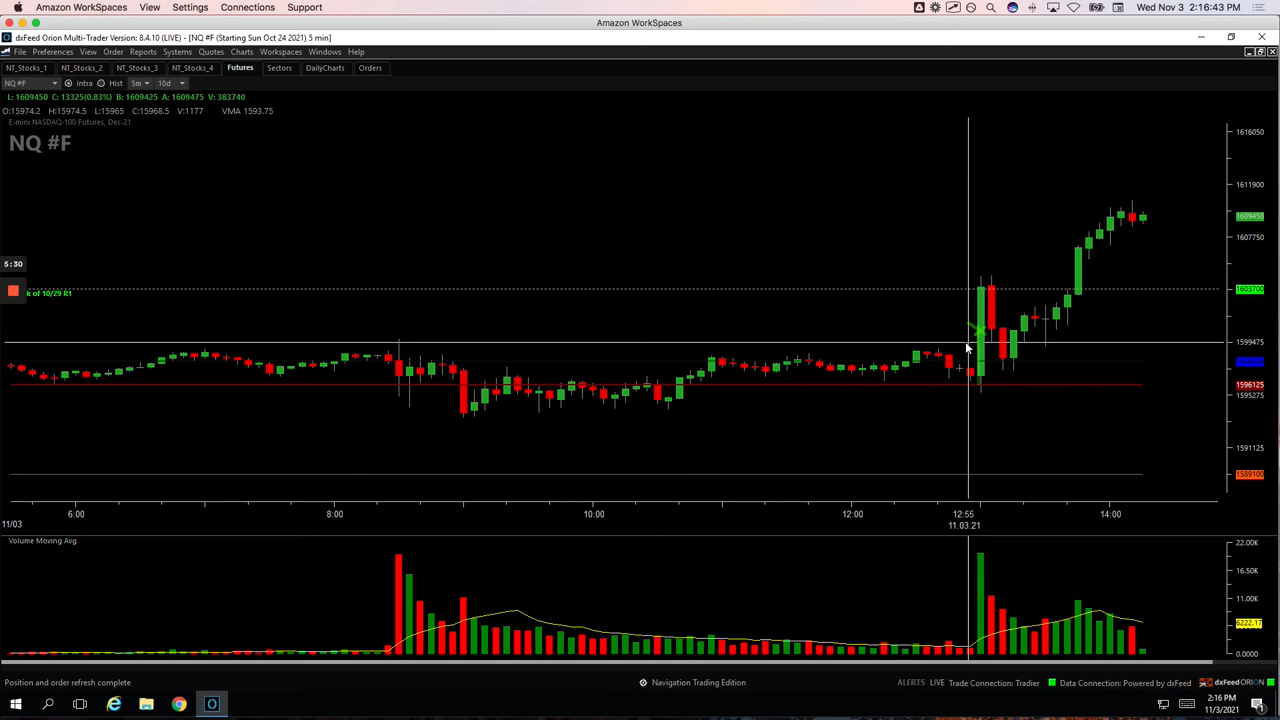 Amazon WorkSpaces View Settings Connections Support Wed Nov 3 2:16:43 PM
Amazon WorkSpaces
dxFeed Orion Multi-Trader Version: 8.4.10 (LIVE) - [NQ #F (Starting Sun Oct 24 2021) 5 min]
File Preferences View Order Reports Systems Quotes Charts Workspaces Windows Help
NT_Stocks_1 NT_Stocks_2 NT_Stocks_3 NT_Stocks_4 Futures Sectors DailyCharts Orders
NQ #F Intra Hist 5m 10d
L: 1609450 C: 13325(0.83%) B: 1609425 A: 1609475 V: 383740
O:15974.2 H:15974.5 L:15965 C:15968.5 V:1177 VMA 1593.75
E-mini NASDAQ-100 Futures, Dec-21
NQ #F
1616050
1611900
1609450
1607750
5:30
k of 10/29 R1
1603700
1599475
1596125
1595275
1591125
1589100
6:00 8:00 10:00 12:00 12:55 14:00
11/03 11.03.21
Volume Moving Avg
22.00K
16.50K
11.00K
5222.17
0.0000
Position and order refresh complete Navigation Trading Edition ALERTS LIVE Trade Connection: Tradier Data Connection: Powered by dxFeed dxFeed ORION
2:16 PM
11/3/2021